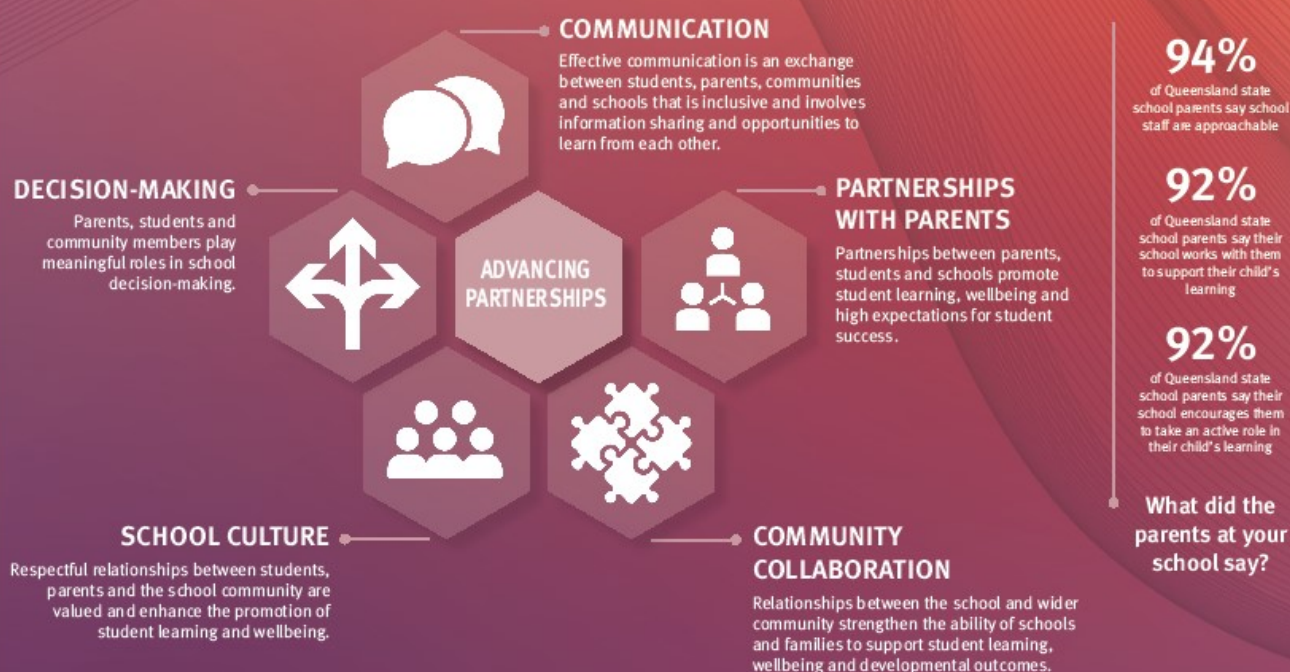 COMMUNICATION
Effective communication is an exchange
between students, parents, communities
and schools that is inclusive and involves
information sharing and opportunities to
learn from each other.
DECISION-MAKING
Parents, students and
community members play
meaningful roles in school
decision-making.
ADVANCING
PARTNERSHIPS
PARTNERSHIPS
WITH PARENTS
Partnerships between parents,
students and schools promote
student learning, wellbeing and
high expectations for student
success.
SCHOOL CULTURE
Respectful relationships between students,
parents and the school community are
valued and enhance the promotion of
student learning and wellbeing.
COMMUNITY
COLLABORATION
Relationships between the school and wider
community strengthen the ability of schools
and families to support student learning,
wellbeing and developmental outcomes.
94%
of Queensland state
school parents say school
staff are approachable
92%
of Queensland state
school parents say their
school works with them
to support their child's
learning
92%
of Queensland state
school parents say their
school encourages them
to take an active role in
their child's learning
What did the
parents at your
school say?